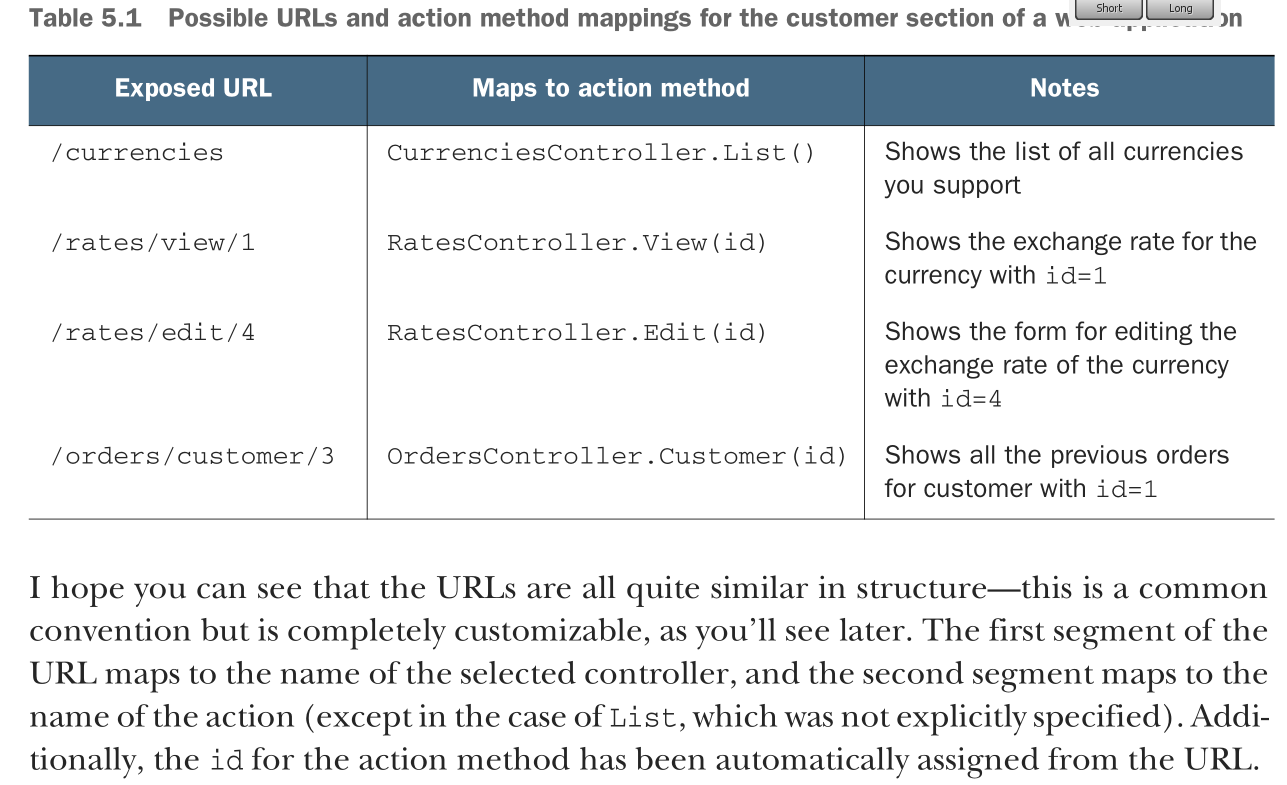 Table 5.1 Possible URLs and action method mappings for the customer section of a
Short Long
Exposed URL Maps to action method Notes
/currencies CurrenciesController.List() Shows the list of all currencies
you support
/rates/view/1 RatesController.View(id) Shows the exchange rate for the
currency with id=1
/rates/edit/4 RatesController.Edit(id) Shows the form for editing the
exchange rate of the currency
with id=4
/orders/customer/3 OrdersController.Customer(id) Shows all the previous orders
for customer with id=1
I hope you can see that the URLs are all quite similar in structure—this is a common
convention but is completely customizable, as you’ll see later. The first segment of the
URL maps to the name of the selected controller, and the second segment maps to the
name of the action (except in the case of List, which was not explicitly specified). Addi-
tionally, the id for the action method has been automatically assigned from the URL.